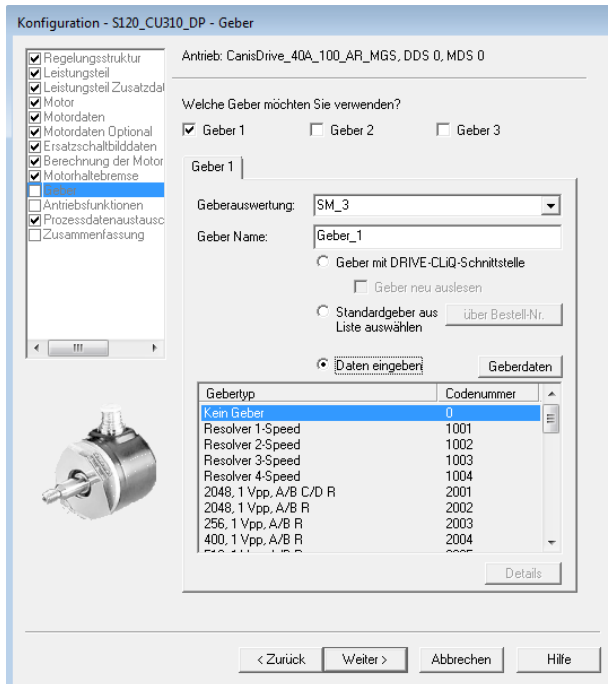 Konfiguration - S120_CU310_DP - Geber
Regelungsstruktur
Leistungsteil
Leistungsteil Zusatzdat
Motor
Motordaten
Motordaten Optional
Ersatzschaltbilddaten
Berechnung der Motor
Motorhaltebremse
Geber
Antriebsfunktionen
Prozessdatenaustausc
Zusammenfassung
Antrieb: CanisDrive_40A_100_AR_MGS, DDS 0, MDS 0
Welche Geber möchten Sie verwenden?
Geber 1 Geber 2 Geber 3
Geber 1
Geberauswertung: SM_3
Geber Name: Geber_1
Geber mit DRIVE-CLiQ-Schnittstelle
Geber neu auslesen
Standardgeber aus
Liste auswählen
über Bestell-Nr.
Daten eingeben Geberdaten
Gebertyp Codenummer
Kein Geber 0
Resolver 1-Speed 1001
Resolver 2-Speed 1002
Resolver 3-Speed 1003
Resolver 4-Speed 1004
2048, 1 Vpp, A/B C/D R 2001
2048, 1 Vpp, A/B R 2002
256, 1 Vpp, A/B R 2003
400, 1 Vpp, A/B R 2004
Details
< Zurück Weiter > Abbrechen Hilfe